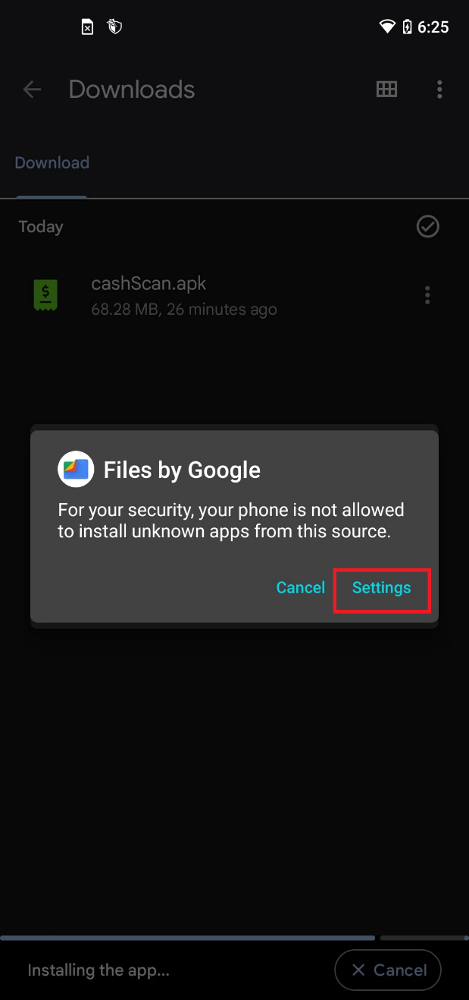 6:25
Downloads
Download
Today
cashScan.apk
68.28 MB, 26 minutes ago
$
Files by Google
For your security, your phone is not allowed
to install unknown apps from this source.
Cancel Settings
Installing the app... Cancel